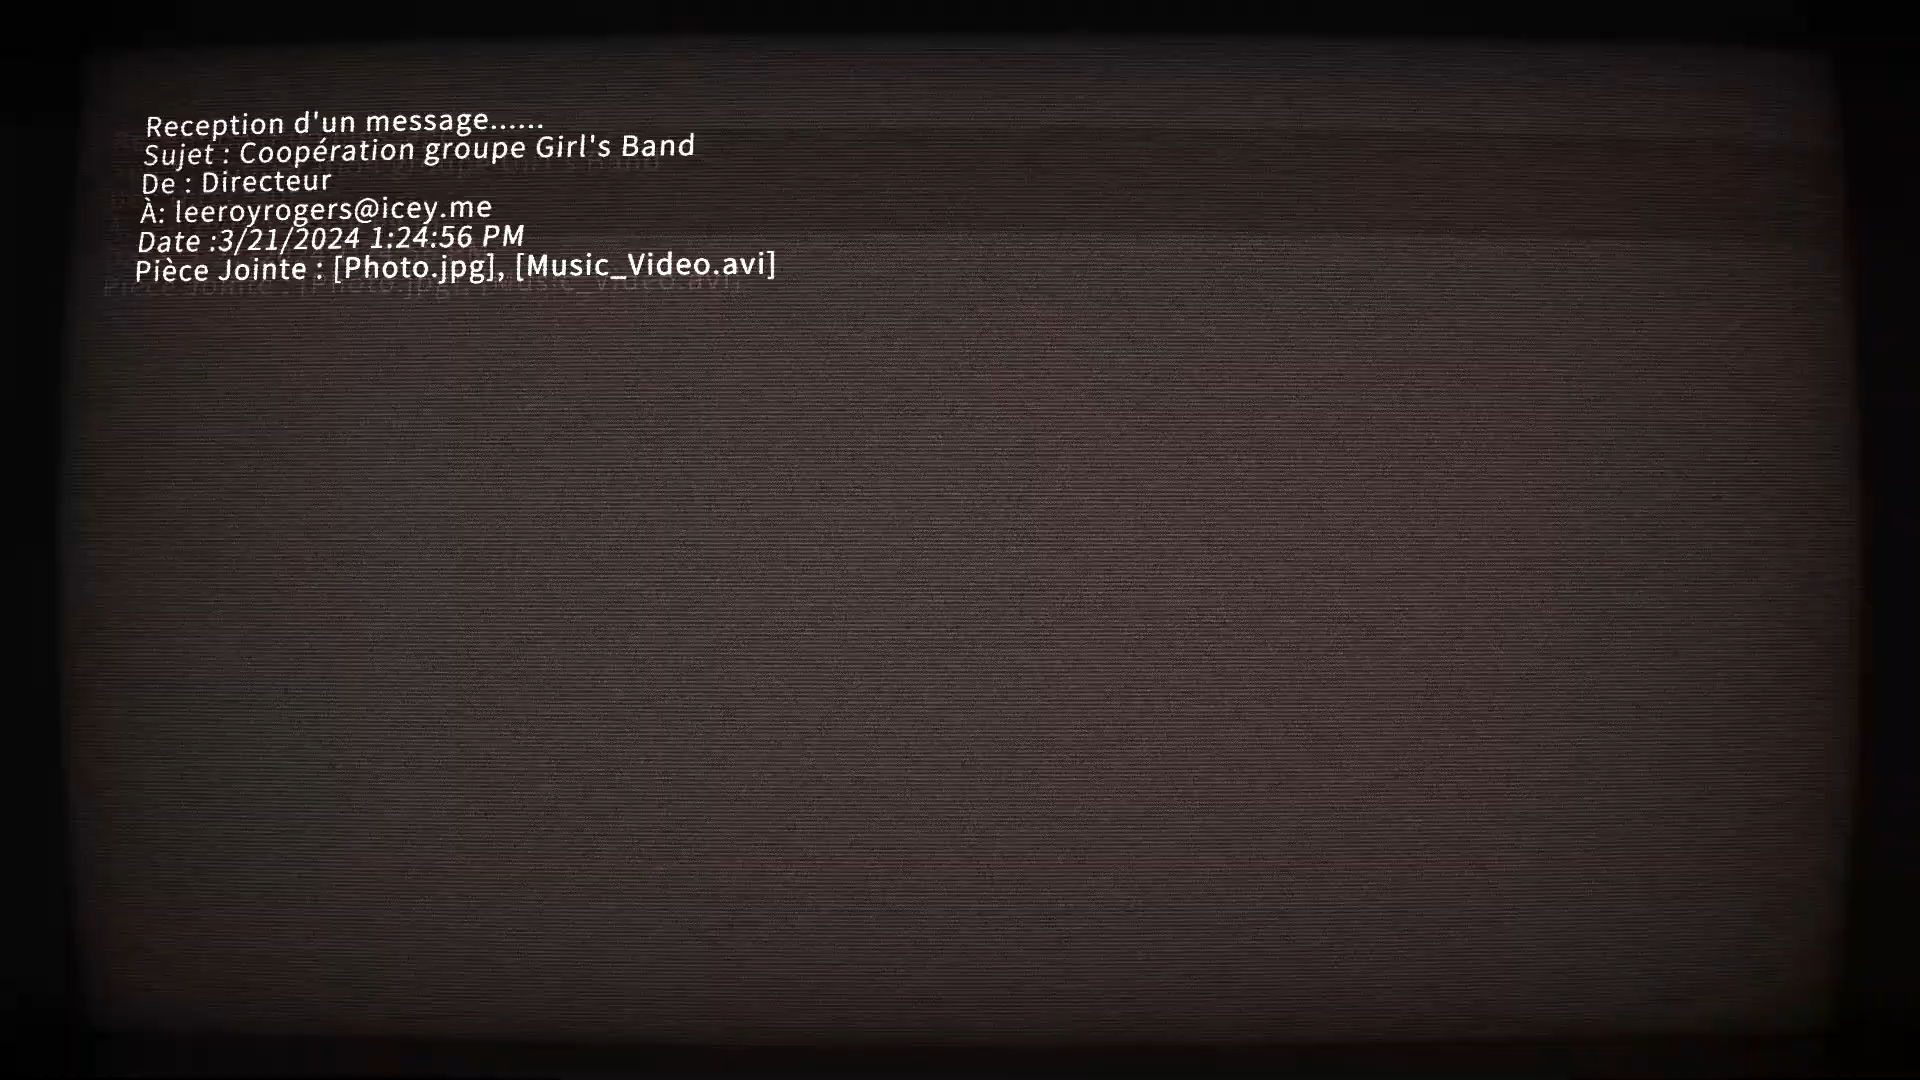 Reception d'un message......
Sujet : Coopération groupe Girl's Band
De : Directeur
À: leeroyrogers@icey.me
Date :3/21/2024 1:24:56 PM
Pièce Jointe : [Photo.jpg], [Music_Video.avi]